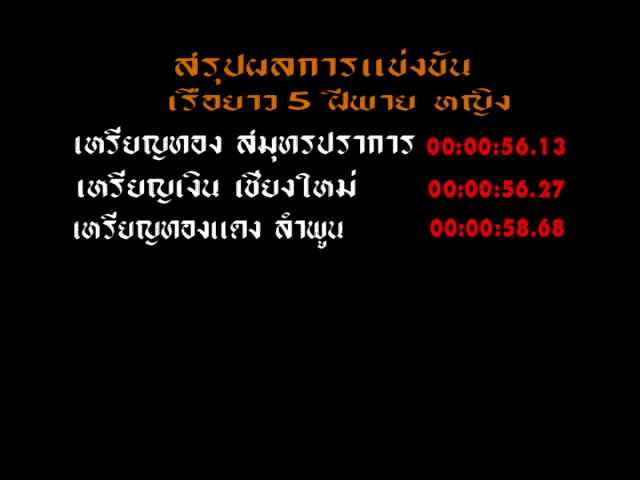 สรุปผลการแข่งขัน
เรือยาว 5 ฝีพาย หญิง
เหรียญทอง สมุทรปราการ 00:00:56.13
เหรียญเงิน เชียงใหม่ 00:00:56.27
เหรียญทองแดง ลำพูน 00:00:58.68